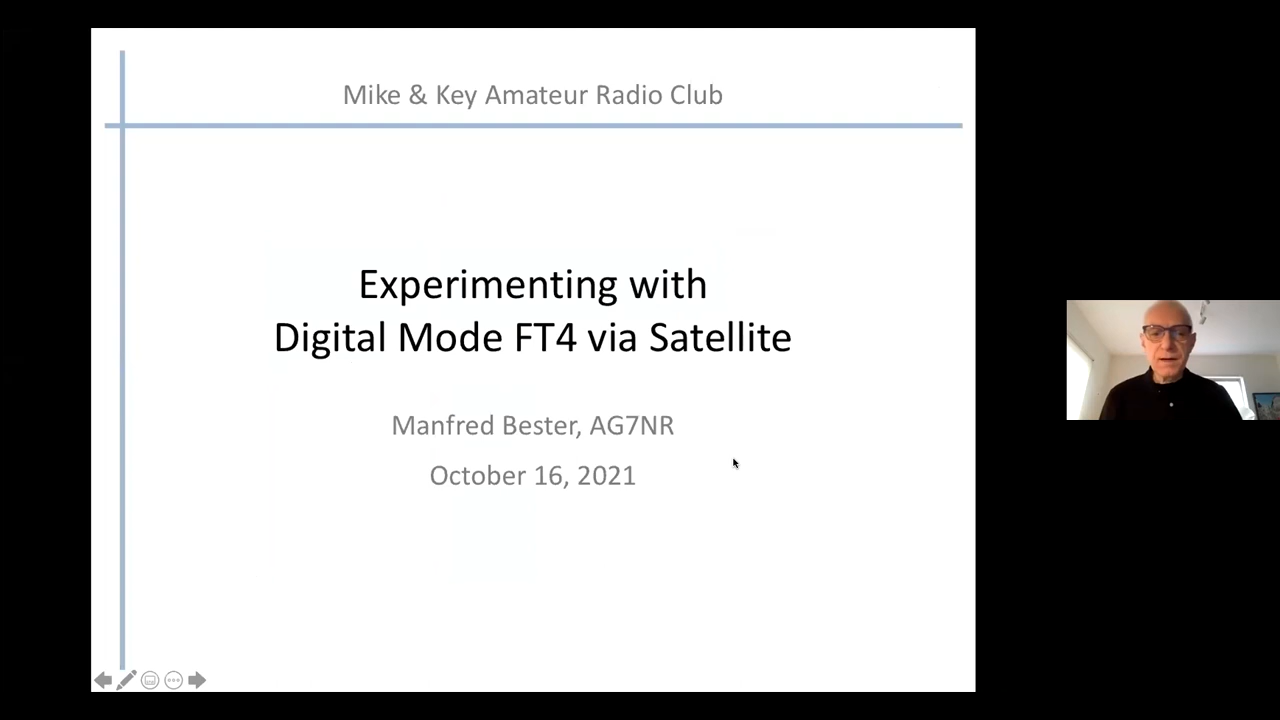 Mike & Key Amateur Radio Club
Experimenting with
Digital Mode FT4 via Satellite
Manfred Bester, AG7NR
October 16, 2021